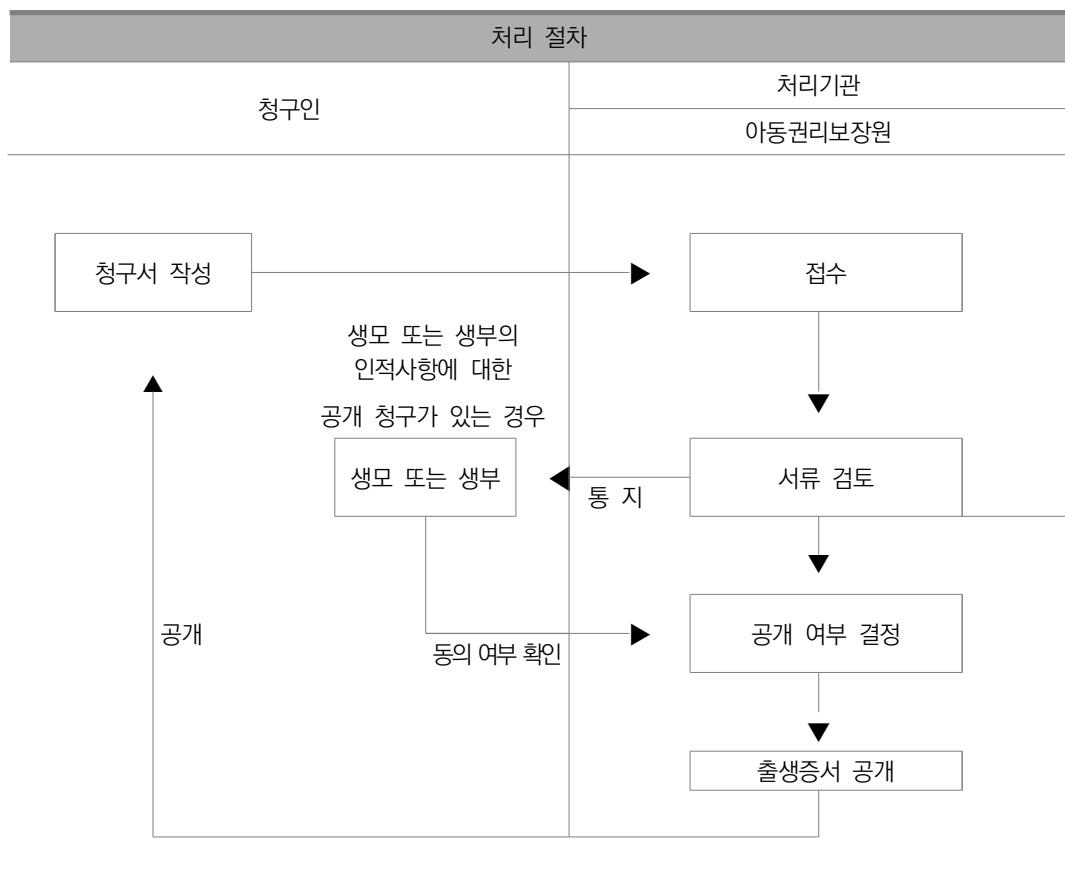 처리 절차
청구인
처리기관
아동권리보장원
청구서 작성
접수
생모 또는 생부의
인적사항에 대한
공개 청구가 있는 경우
생모 또는 생부
통 지
서류 검토
공개
동의 여부 확인
공개 여부 결정
출생증서 공개